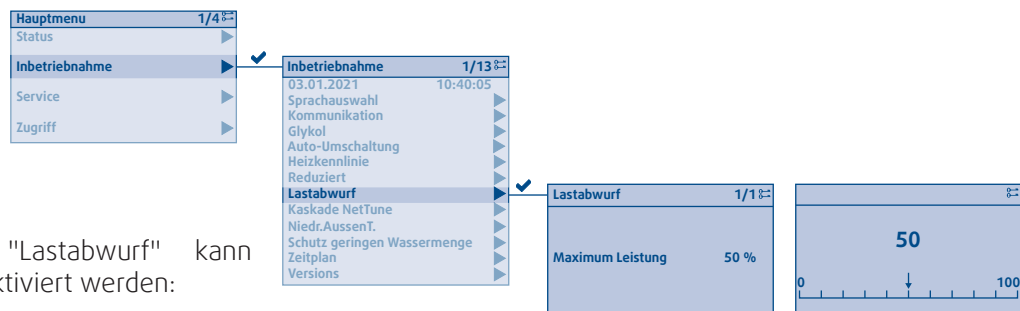 Hauptmenu 1/4
Status
Inbetriebnahme
Service
Zugriff
Inbetriebnahme 1/13
03.01.2021 10:40:05
Sprachauswahl
Kommunikation
Glykol
Auto-Umschaltung
Heizkennlinie
Reduziert
Lastabwurf
Kaskade NetTune
Niedr.AussenT.
Schutz geringen Wassermenge
Zeitplan
Versions
Lastabwurf 1/1
Maximum Leistung 50 %
50
0 100
"Lastabwurf" kann
ktiviert werden: